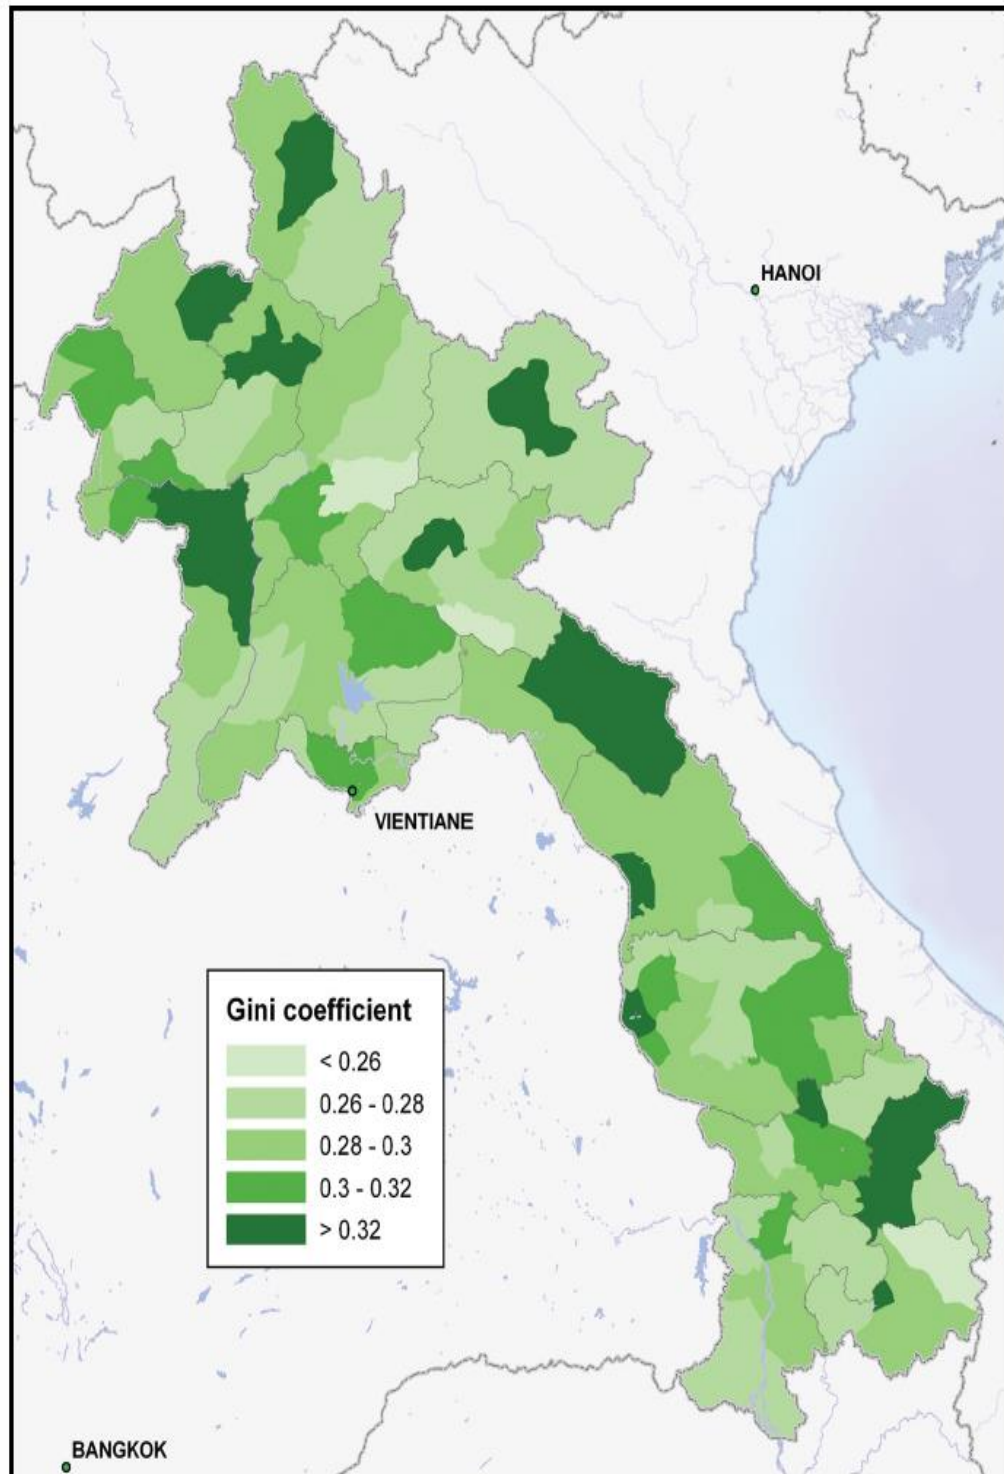 HANOI
VIENTIANE
Gini coefficient
< 0.26
0.26 - 0.28
0.28 - 0.3
0.3 - 0.32
> 0.32
BANGKOK